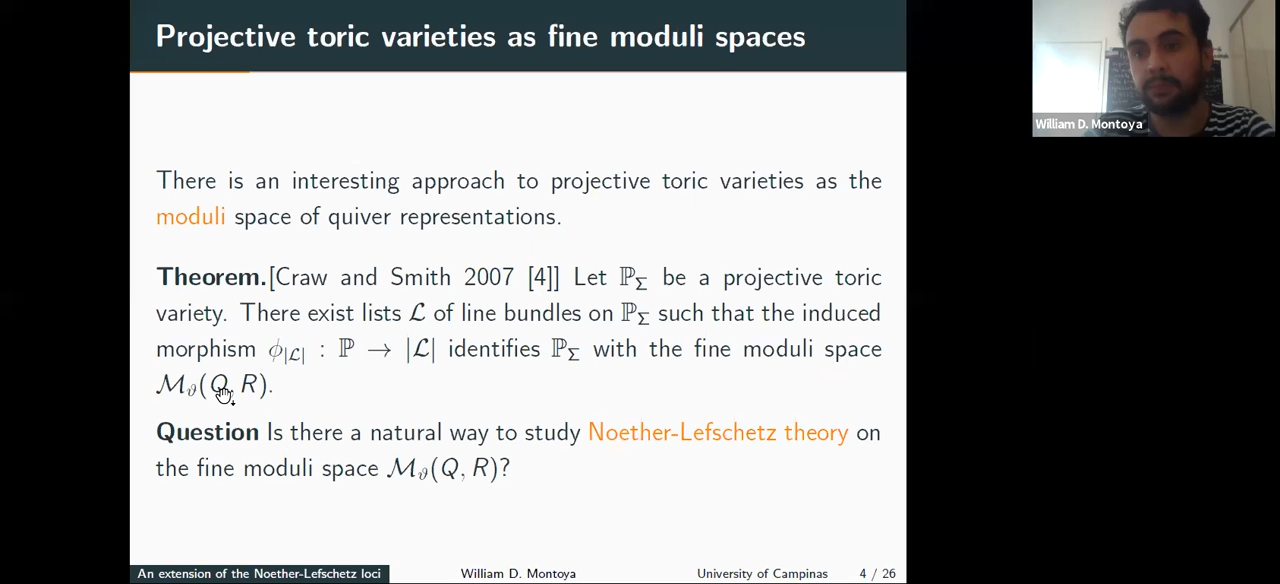 Projective toric varieties as fine moduli spaces
William D. Montoya
There is an interesting approach to projective toric varieties as the
moduli space of quiver representations.
Theorem.[Craw and Smith 2007 [4]] Let ℙ_Σ be a projective toric
variety. There exist lists ℒ of line bundles on ℙ_Σ such that the induced
morphism ϕ_|ℒ| : ℙ → |ℒ| identifies ℙ_Σ with the fine moduli space
ℳ_ϑ(Q, R).
Question Is there a natural way to study Noether-Lefschetz theory on
the fine moduli space ℳ_ϑ(Q, R)?
An extension of the Noether-Lefschetz loci William D. Montoya University of Campinas 4 / 26